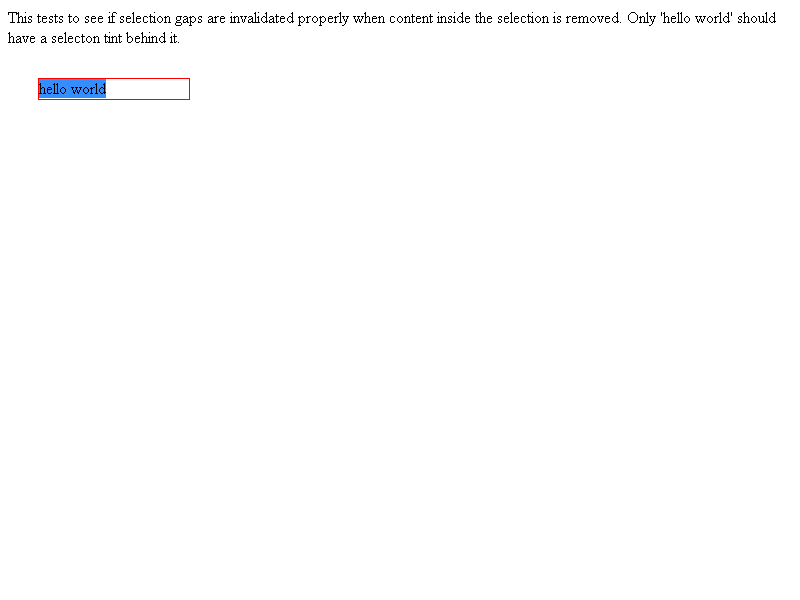 This tests to see if selection gaps are invalidated properly when content inside the selection is removed. Only 'hello world' should
have a selecton tint behind it.
hello world